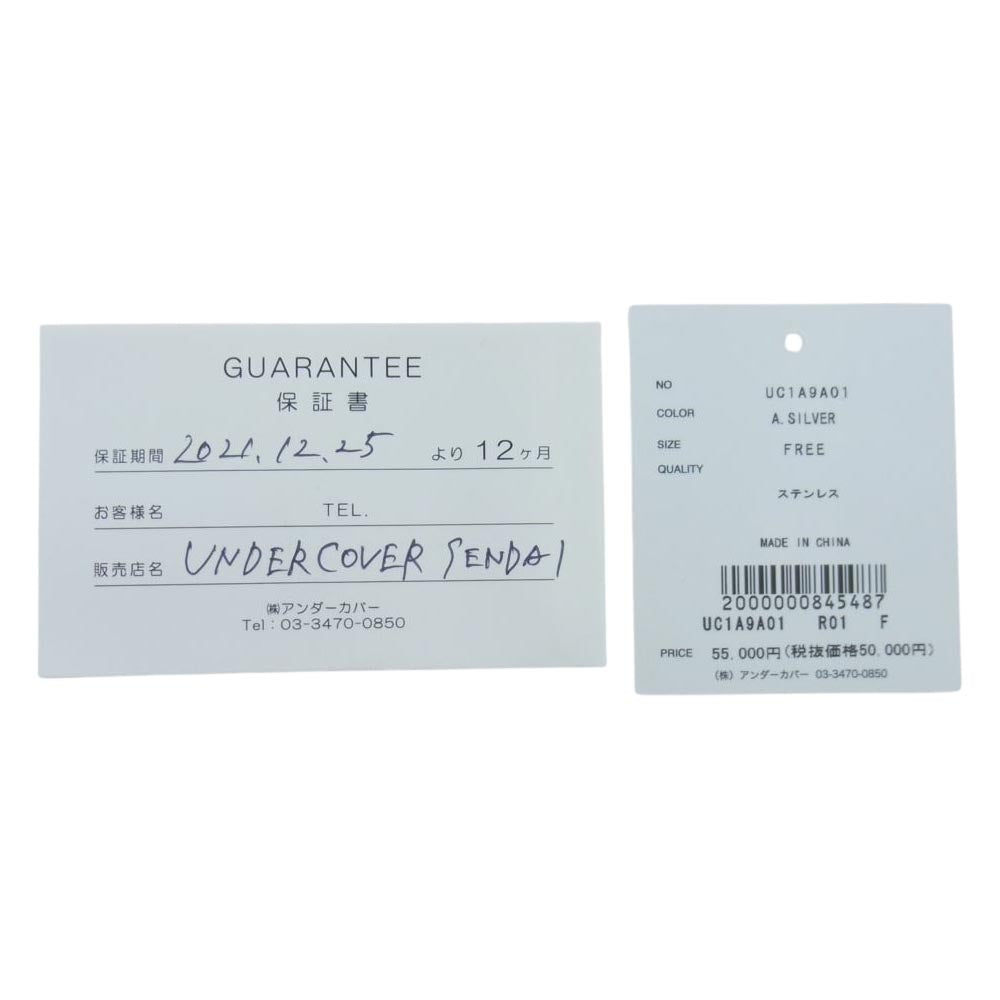 GUARANTEE
保証書
保証期間 2021.12.25 より 12ヶ月
お客様名 TEL.
販売店名 UNDERCOVER SENDAI
㈱アンダーカバー
Tel:03-3470-0850
NO UC1A9A01
COLOR A.SILVER
SIZE FREE
QUALITY
ステンレス
MADE IN CHINA
2000000845487
UC1A9A01 R01 F
PRICE 55,000円(税抜価格50,000円)
(株) アンダーカバー 03-3470-0850